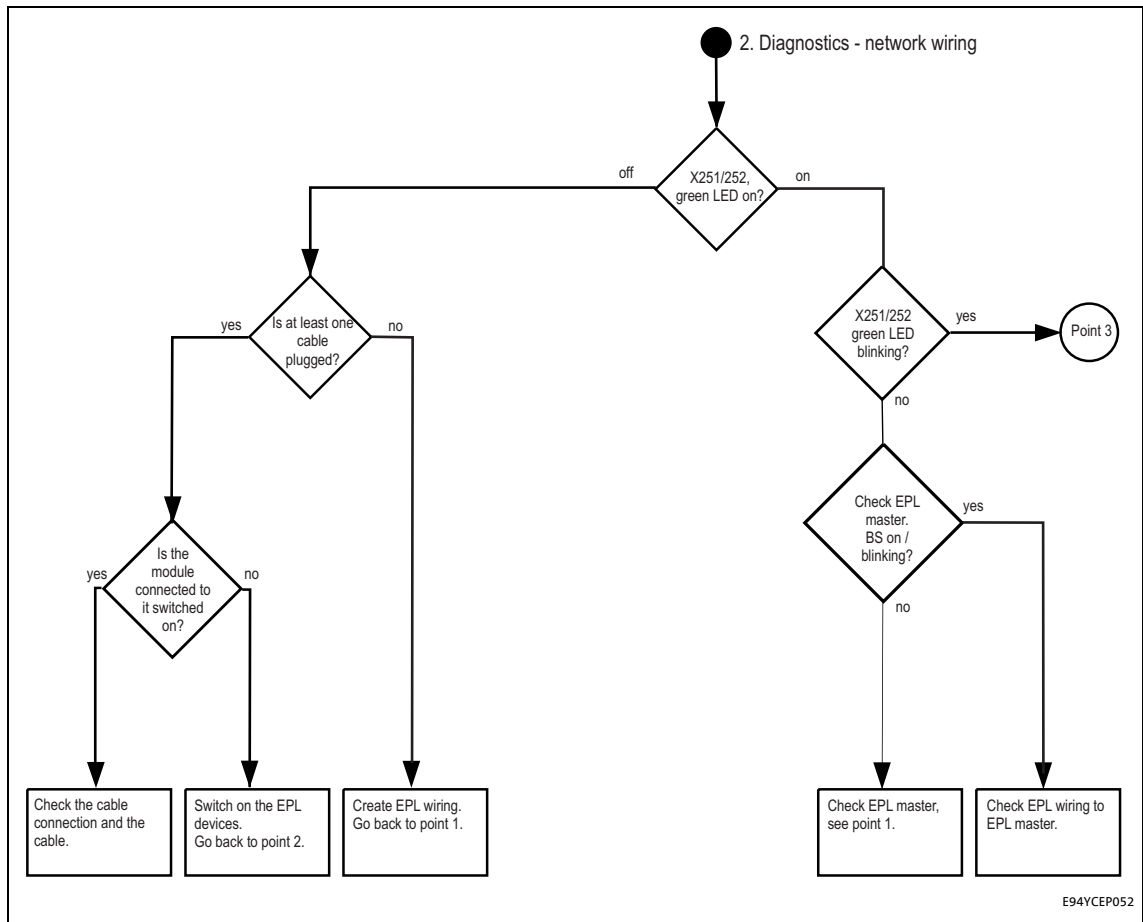 2. Diagnostics - network wiring
X251/252,
green LED on?
off
on
Is at least one
cable
plugged?
yes
no
X251/252
green LED
blinking?
yes
Point 3
no
Is the
module
connected to
it switched
on?
yes
no
Check EPL
master.
BS on /
blinking?
yes
no
Check the cable
connection and the
cable.
Switch on the EPL
devices.
Go back to point 2.
Create EPL wiring.
Go back to point 1.
Check EPL master,
see point 1.
Check EPL wiring to
EPL master.
E94YCEP052